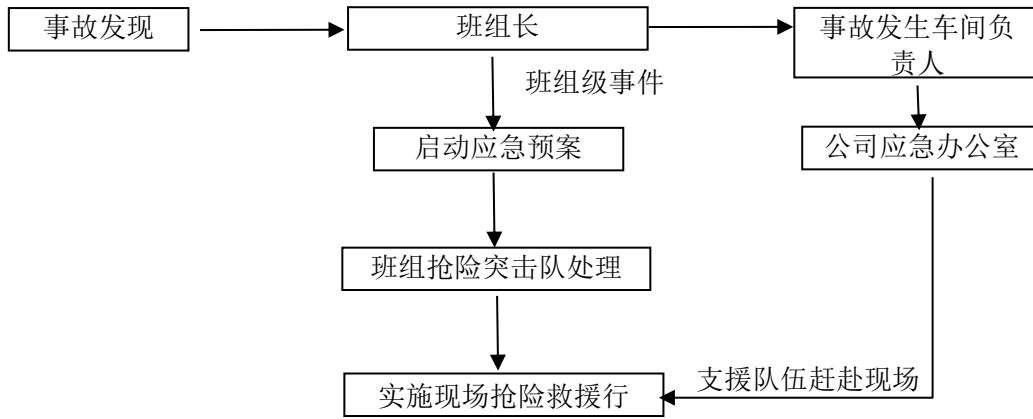 事故发现
班组长
事故发生车间负
责人
班组级事件
启动应急预案
公司应急办公室
班组抢险突击队处理
支援队伍赶赴现场
实施现场抢险救援行